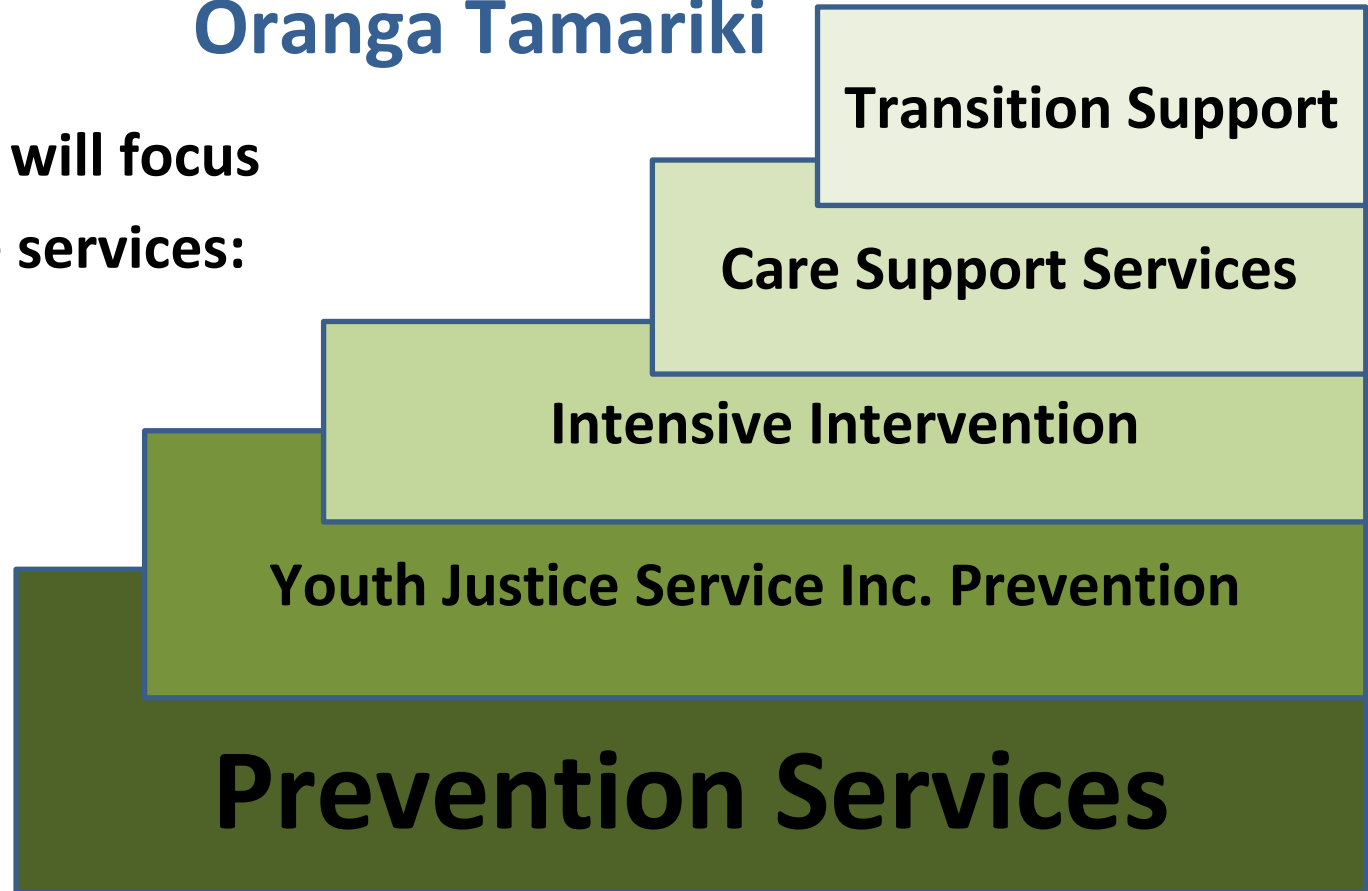 Oranga Tamariki
will focus
services:
Transition Support
Care Support Services
Intensive Intervention
Youth Justice Service Inc. Prevention
Prevention Services